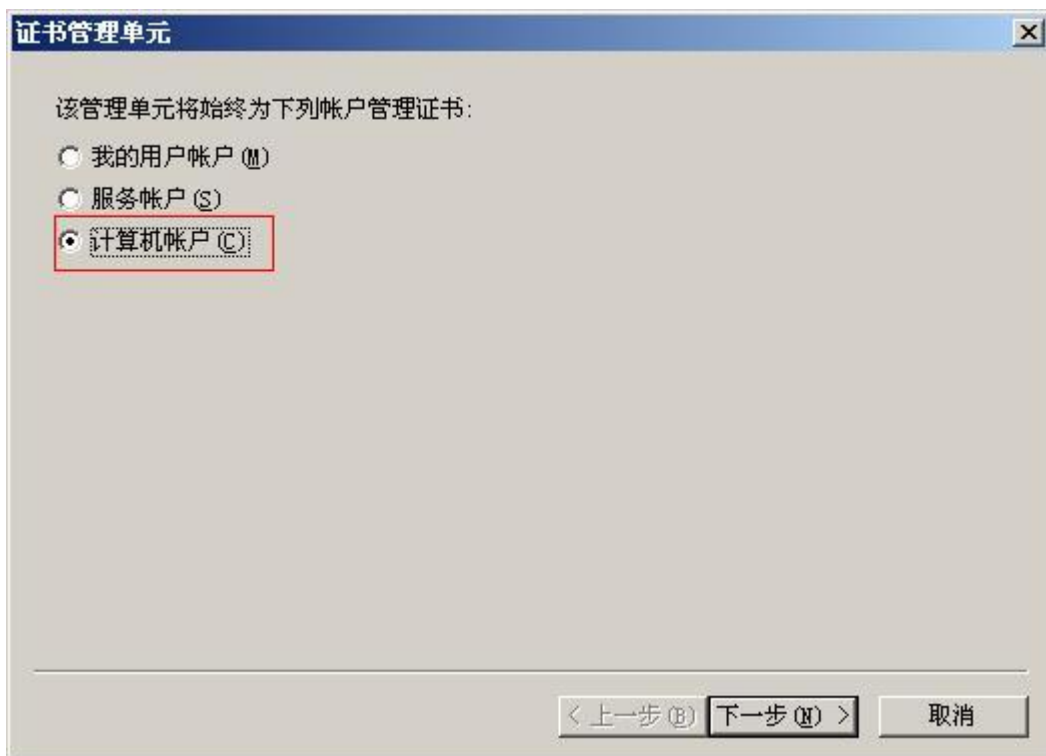 证书管理单元
该管理单元将始终为下列帐户管理证书:
我的用户帐户(M)
服务帐户(S)
计算机帐户(C)
< 上一步(B) 下一步(N) > 取消